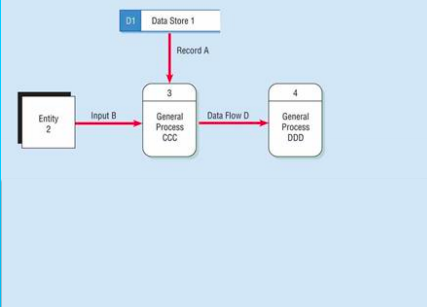 D1 Data Store 1
Record A
3
4
Entity
2
Input B
General
Process
CCC
Data Flow D
General
Process
DDD